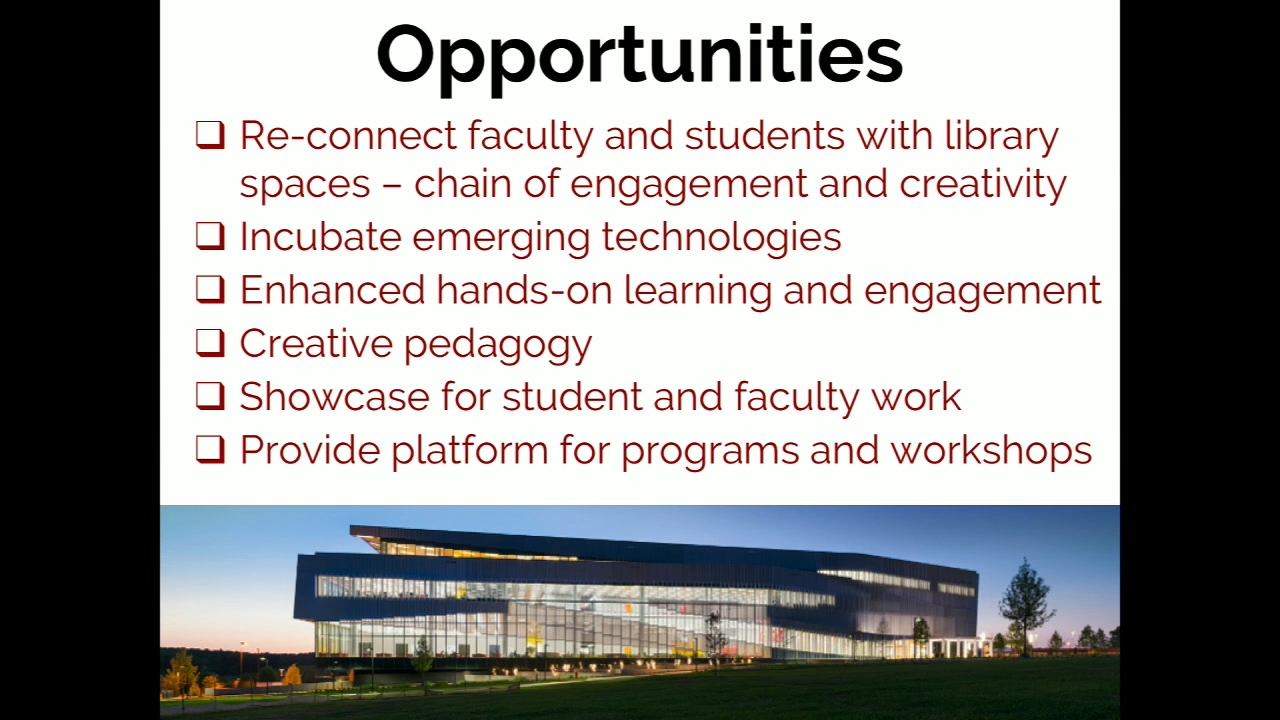 Opportunities
❑ Re-connect faculty and students with library
spaces – chain of engagement and creativity
❑ Incubate emerging technologies
❑ Enhanced hands-on learning and engagement
❑ Creative pedagogy
❑ Showcase for student and faculty work
❑ Provide platform for programs and workshops